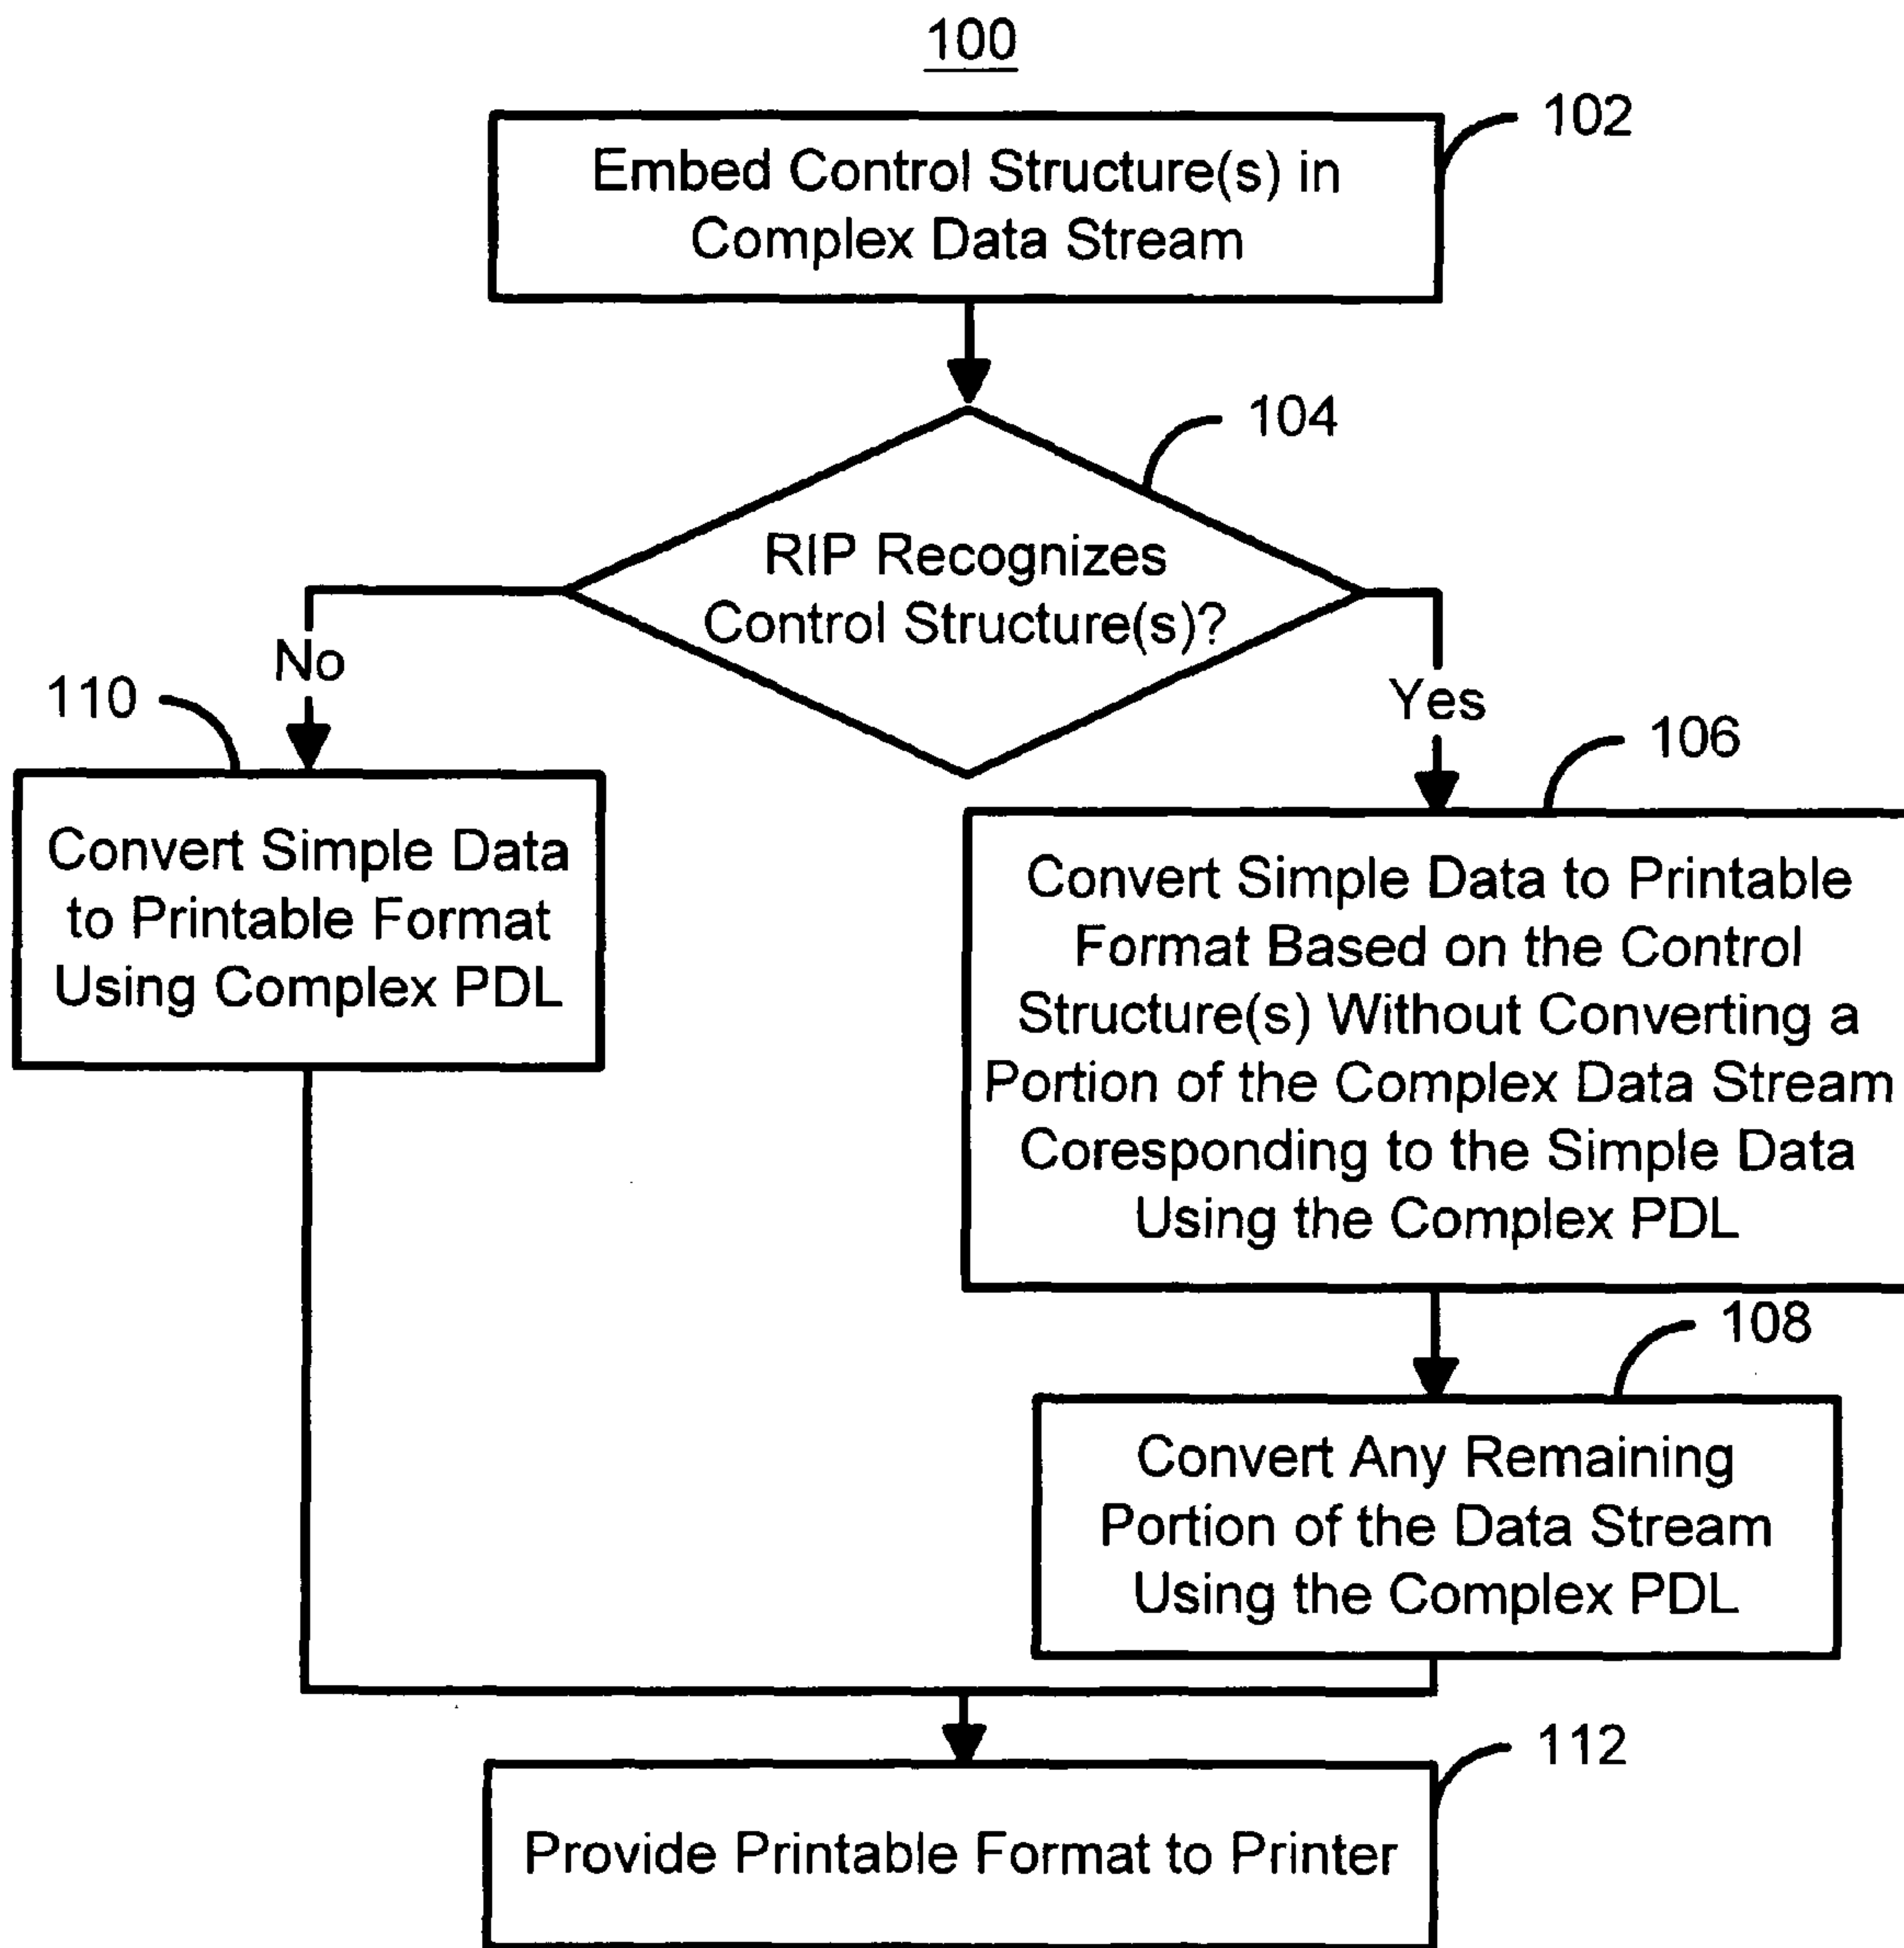 100
102
Embed Control Structure(s) in
Complex Data Stream
104
RIP Recognizes
Control Structure(s)?
No
Yes
110
Convert Simple Data
to Printable Format
Using Complex PDL
106
Convert Simple Data to Printable
Format Based on the Control
Structure(s) Without Converting a
Portion of the Complex Data Stream
Coresponding to the Simple Data
Using the Complex PDL
108
Convert Any Remaining
Portion of the Data Stream
Using the Complex PDL
112
Provide Printable Format to Printer